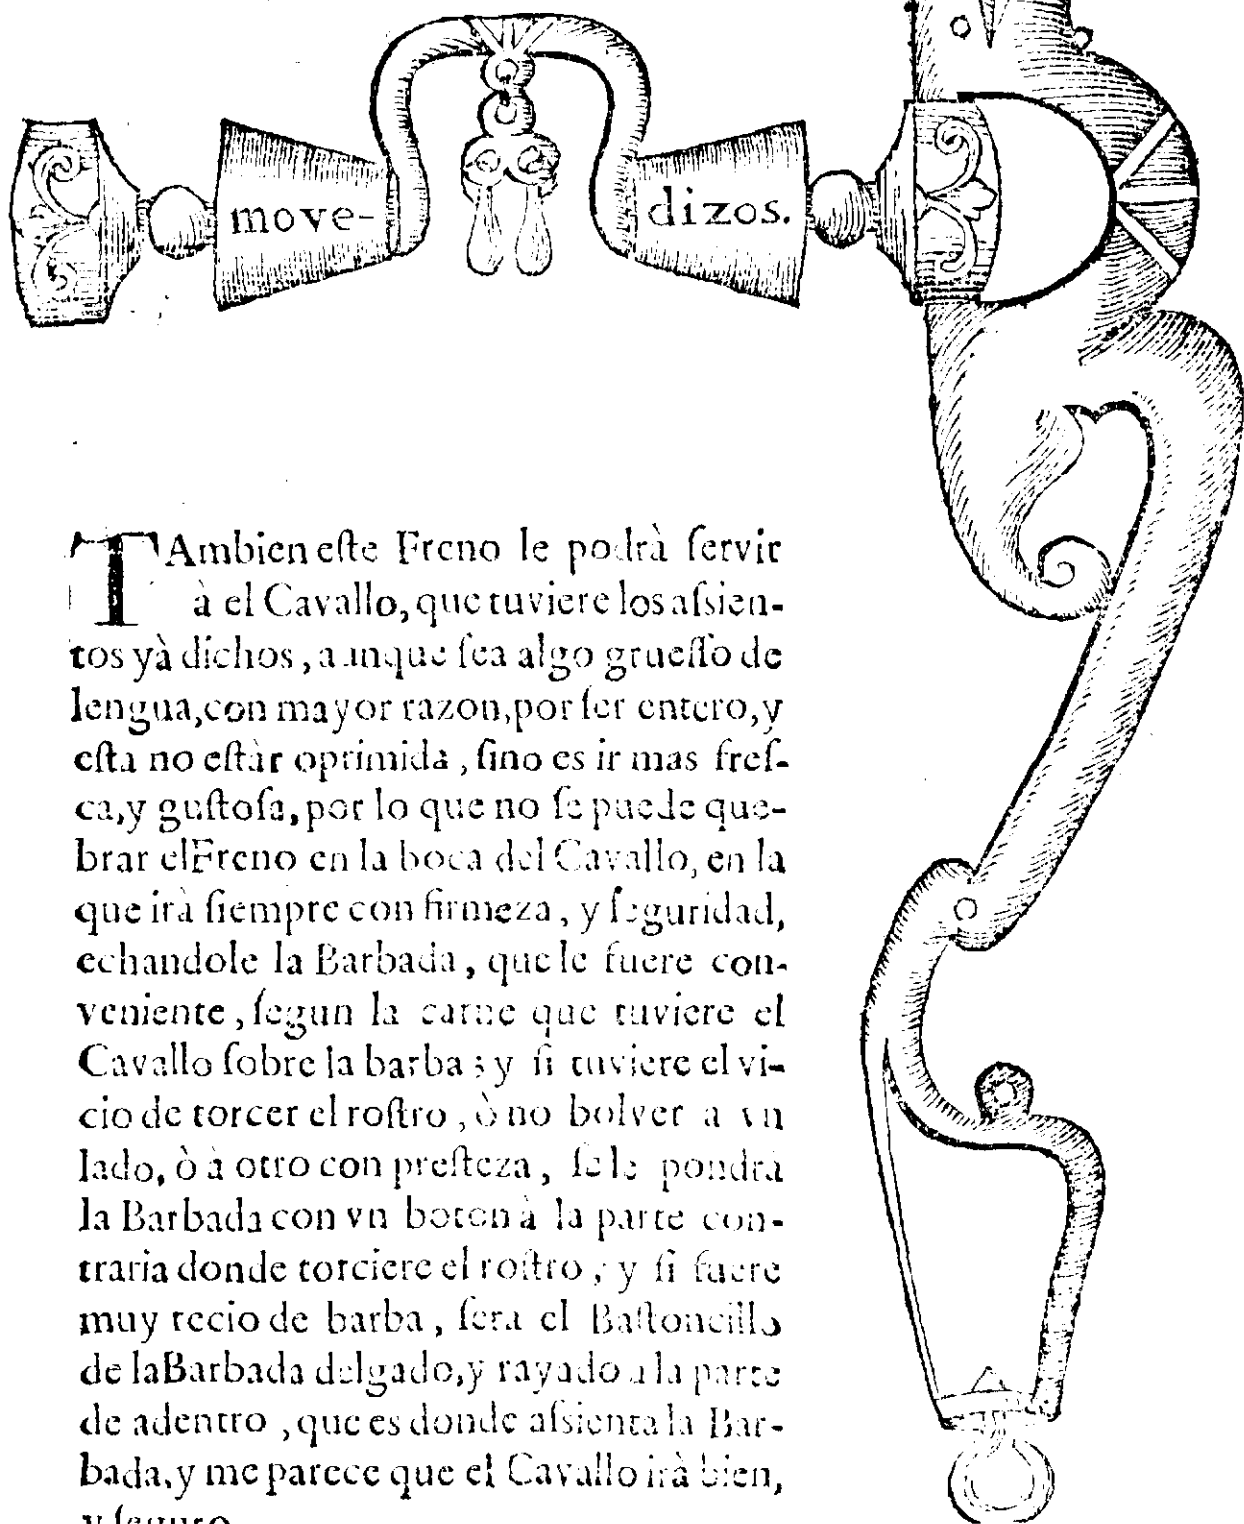 move- dizos.
TAmbien eſte Freno le podrà ſervir
à el Cavallo, que tuviere los aſsien-
tos yà dichos, aunque ſea algo grueſſo de
lengua, con mayor razon, por ſer entero, y
eſta no eſtàr oprimida, ſino es ir mas freſ-
ca, y guſtoſa, por lo que no ſe puede que-
brar el Freno en la boca del Cavallo, en la
que irà ſiempre con firmeza, y ſeguridad,
echandole la Barbada, que le fuere con-
veniente, ſegun la carne que tuviere el
Cavallo ſobre la barba; y ſi tuviere el vi-
cio de torcer el roſtro, ò no bolver a vn
lado, ò à otro con preſteza, ſe le pondrà
la Barbada con vn boton à la parte con-
traria donde torciere el roſtro, y ſi fuere
muy recio de barba, ſera el Baſtoncillo
de la Barbada delgado, y rayado a la parte
de adentro, que es donde aſsienta la Bar-
bada, y me parece que el Cavallo irà bien,
y ſeguro.